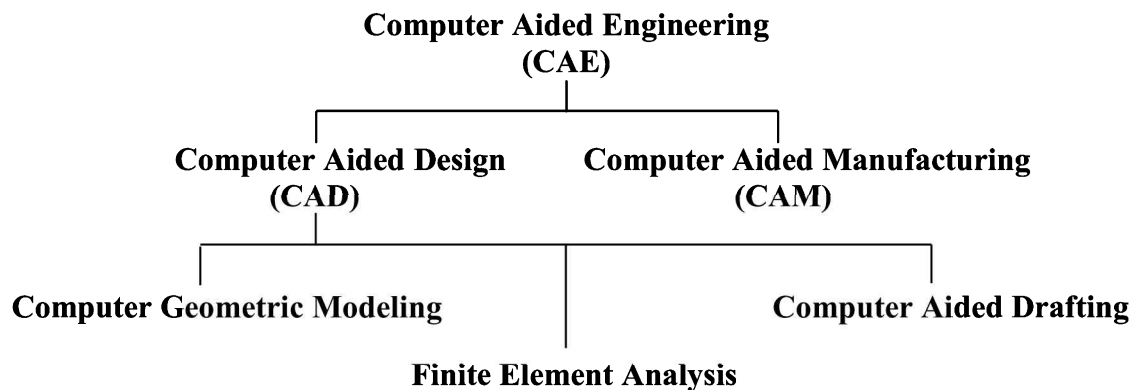 Computer Aided Engineering
(CAE)
Computer Aided Design
(CAD)
Computer Aided Manufacturing
(CAM)
Computer Geometric Modeling
Computer Aided Drafting
Finite Element Analysis